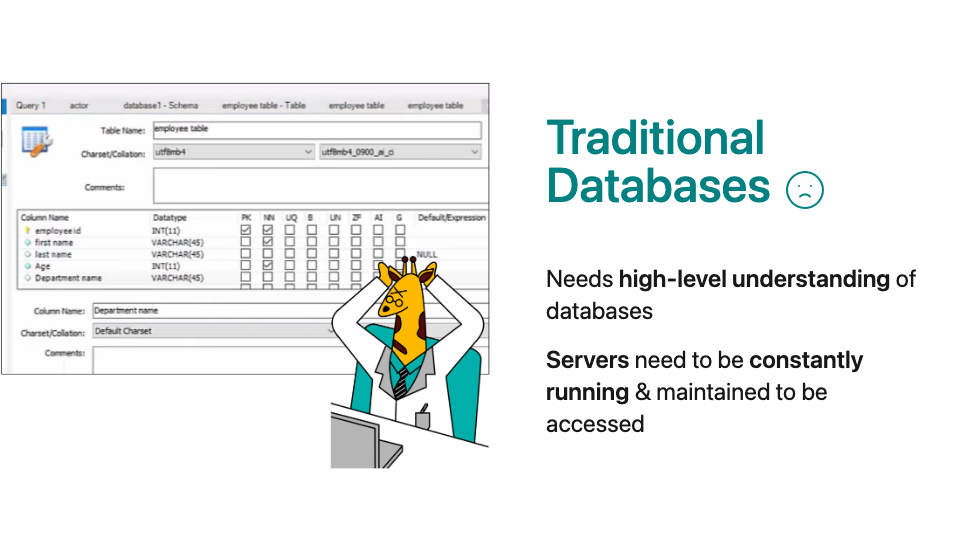 Query 1 actor database1 - Schema employee table - Table employee table employee table
Table Name: employee table
Charset/Collation: utf8mb4 utf8mb4_0900_ai_ci
Comments:
Column Name Datatype PK NN UQ B UN ZF AI G Default/Expression
employee id INT(11)
first name VARCHAR(45)
last name VARCHAR(45) NULL
Age INT(11)
Department name VARCHAR(45)
Column Name: Department name
Charset/Collation: Default Charset
Comments:
Traditional
Databases
Needs high-level understanding of
databases
Servers need to be constantly
running & maintained to be
accessed